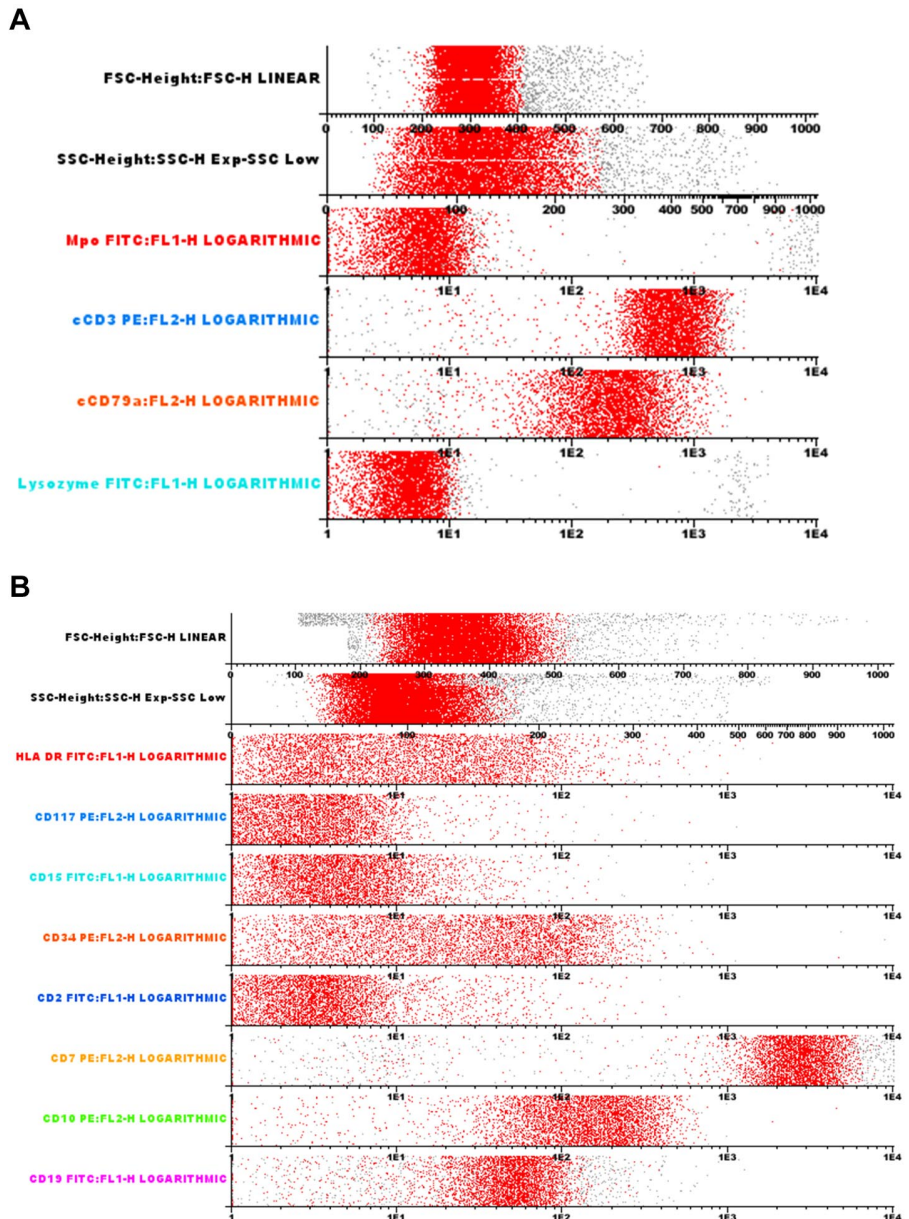 A
FSC-Height:FSC-H LINEAR
0 100 200 300 400 500 600 700 800 900 1000
SSC-Height:SSC-H Exp-SSC Low
0 100 200 300 400 500 700 900 1000
Mpo FITC:FL1-H LOGARITHMIC
1 1E1 1E2 1E3 1E4
cCD3 PE:FL2-H LOGARITHMIC
1 1E1 1E2 1E3 1E4
cCD79a:FL2-H LOGARITHMIC
1 1E1 1E2 1E3 1E4
Lysozyme FITC:FL1-H LOGARITHMIC
1 1E1 1E2 1E3 1E4
B
FSC-Height:FSC-H LINEAR
0 100 200 300 400 500 600 700 800 900 1000
SSC-Height:SSC-H Exp-SSC Low
0 100 200 300 400 500 600 700 800 1000
HLA DR FITC:FL1-H LOGARITHMIC
1 1E1 1E2 1E3 1E4
CD117 PE:FL2-H LOGARITHMIC
1 1E1 1E2 1E3 1E4
CD15 FITC:FL1-H LOGARITHMIC
1 1E1 1E2 1E3 1E4
CD34 PE:FL2-H LOGARITHMIC
1 1E1 1E2 1E3 1E4
CD2 FITC:FL1-H LOGARITHMIC
1 1E1 1E2 1E3 1E4
CD7 PE:FL2-H LOGARITHMIC
1 1E1 1E2 1E3 1E4
CD10 PE:FL2-H LOGARITHMIC
1 1E1 1E2 1E3 1E4
CD19 FITC:FL1-H LOGARITHMIC
1 1E1 1E2 1E3 1E4